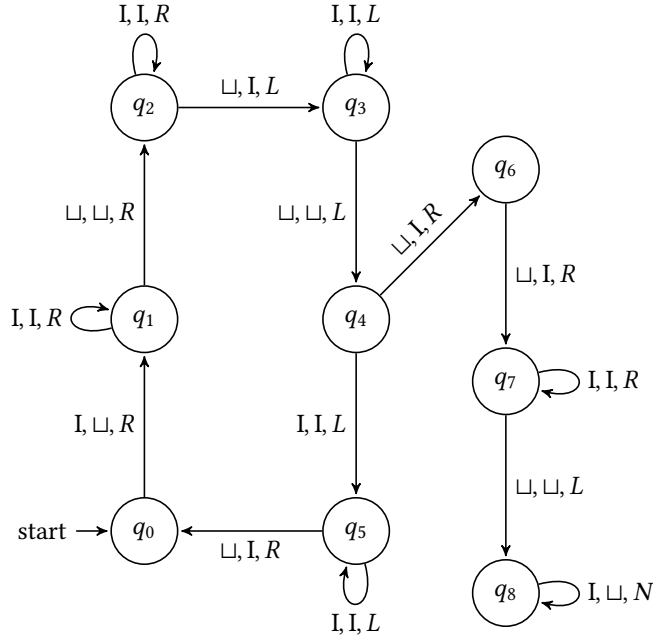 I, I, R
I, I, L
q2
⊔, I, L
q3
q6
⊔, ⊔, R
⊔, ⊔, L
⊔, I, R
⊔, I, R
I, I, R
q1
q4
q7
I, I, R
I, ⊔, R
I, I, L
⊔, ⊔, L
start
q0
⊔, I, R
q5
q8
I, ⊔, N
I, I, L